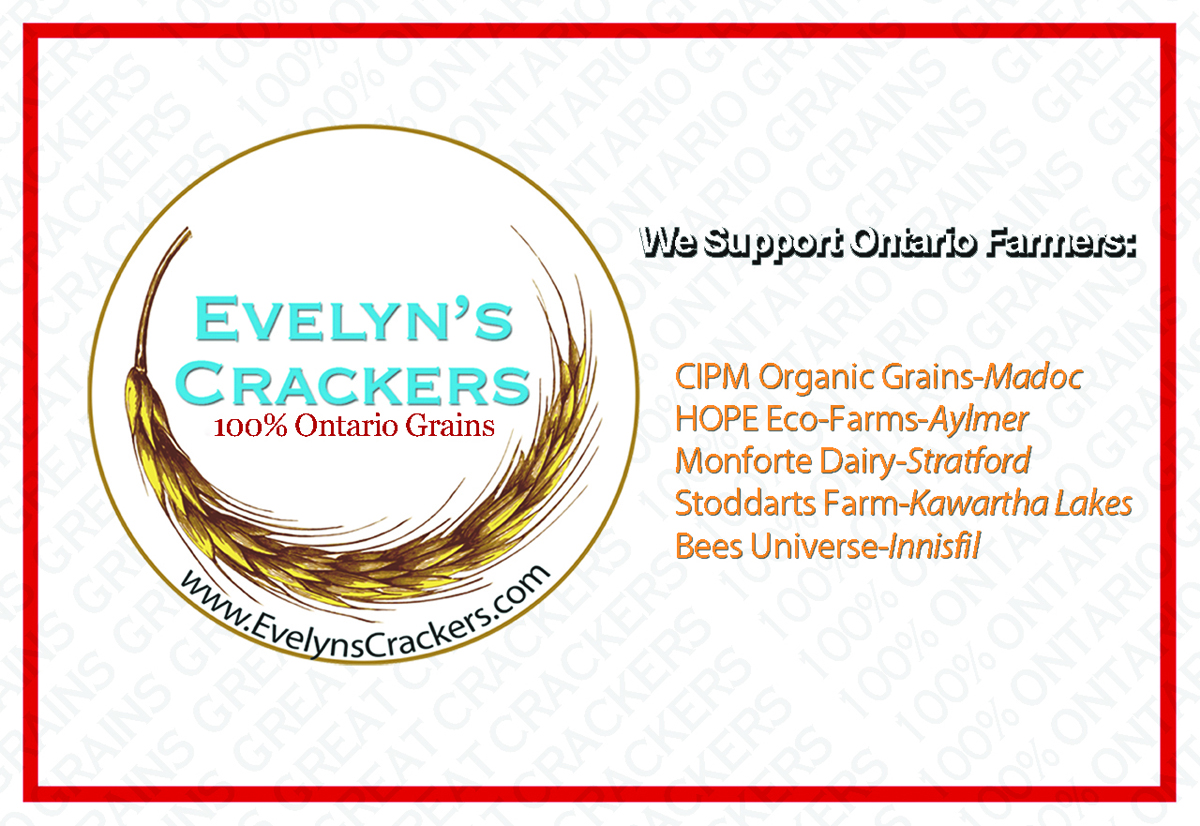 Evelyn's
Crackers
100% Ontario Grains
www.EvelynsCrackers.com
We Support Ontario Farmers:
CIPM Organic Grains-Madoc
HOPE Eco-Farms-Aylmer
Monforte Dairy-Stratford
Stoddarts Farm-Kawartha Lakes
Bees Universe-Innisfil